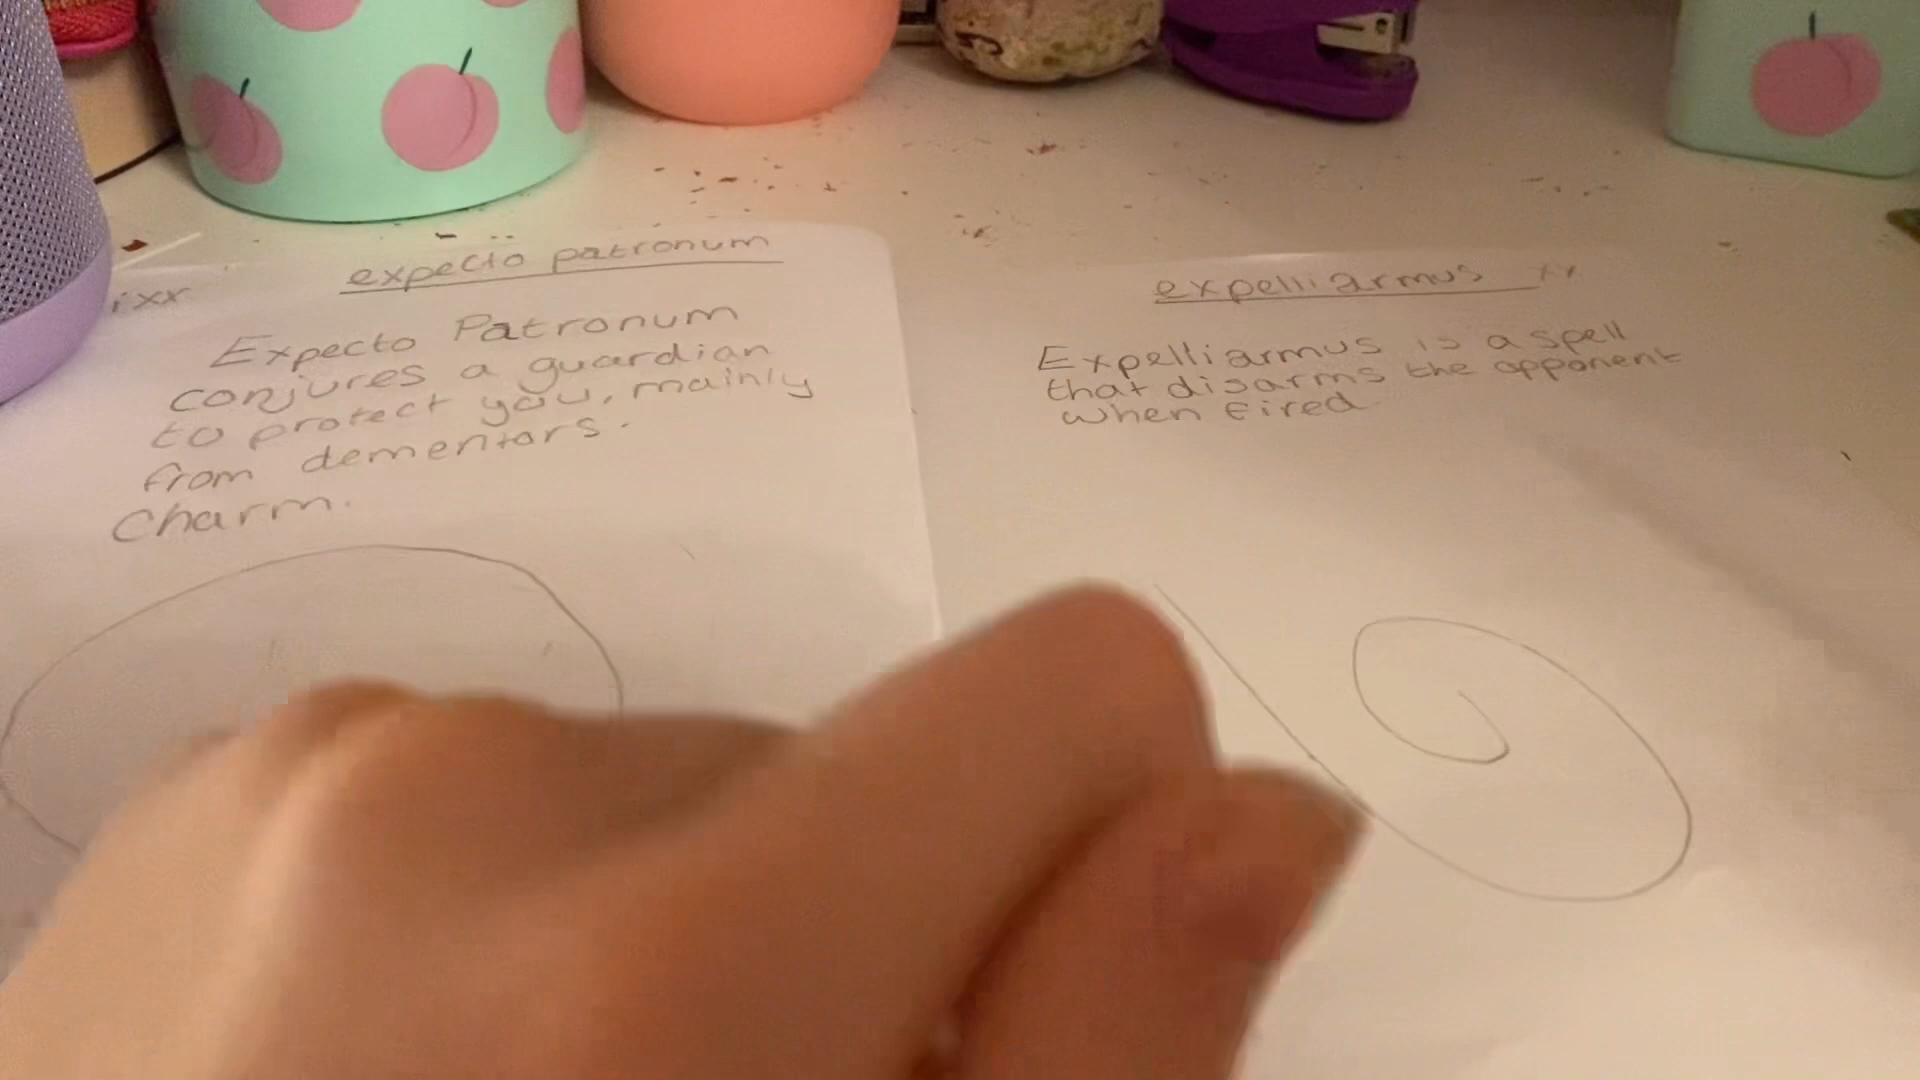 expecto patronum
Expecto Patronum
conjures a guardian
to protect you, mainly
from dementors.
Charm.
expelliarmus xx
Expelliarmus is a spell
that disarms the opponent
when fired